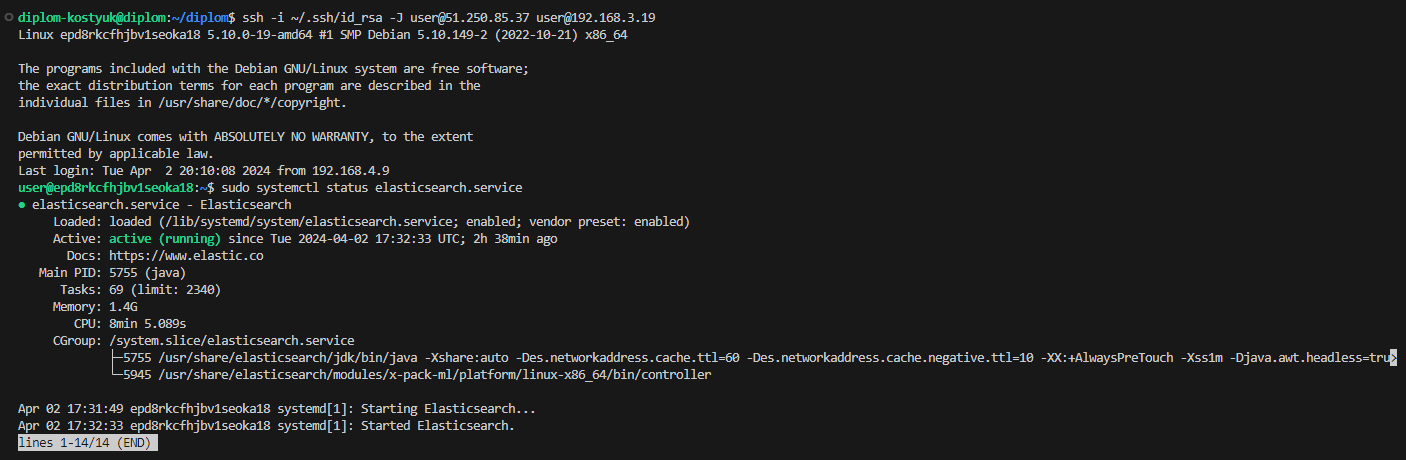 diplom-kostyuk@diplom:~/diplom$ ssh -i ~/.ssh/id_rsa -J user@51.250.85.37 user@192.168.3.19
Linux epd8rkcfhjbv1seoka18 5.10.0-19-amd64 #1 SMP Debian 5.10.149-2 (2022-10-21) x86_64

The programs included with the Debian GNU/Linux system are free software;
the exact distribution terms for each program are described in the
individual files in /usr/share/doc/*/copyright.

Debian GNU/Linux comes with ABSOLUTELY NO WARRANTY, to the extent
permitted by applicable law.
Last login: Tue Apr  2 20:10:08 2024 from 192.168.4.9
user@epd8rkcfhjbv1seoka18:~$ sudo systemctl status elasticsearch.service
● elasticsearch.service - Elasticsearch
     Loaded: loaded (/lib/systemd/system/elasticsearch.service; enabled; vendor preset: enabled)
     Active: active (running) since Tue 2024-04-02 17:32:33 UTC; 2h 38min ago
       Docs: https://www.elastic.co
   Main PID: 5755 (java)
      Tasks: 69 (limit: 2340)
     Memory: 1.4G
        CPU: 8min 5.089s
     CGroup: /system.slice/elasticsearch.service
             ├─5755 /usr/share/elasticsearch/jdk/bin/java -Xshare:auto -Des.networkaddress.cache.ttl=60 -Des.networkaddress.cache.negative.ttl=10 -XX:+AlwaysPreTouch -Xss1m -Djava.awt.headless=tru>
             └─5945 /usr/share/elasticsearch/modules/x-pack-ml/platform/linux-x86_64/bin/controller

Apr 02 17:31:49 epd8rkcfhjbv1seoka18 systemd[1]: Starting Elasticsearch...
Apr 02 17:32:33 epd8rkcfhjbv1seoka18 systemd[1]: Started Elasticsearch.
lines 1-14/14 (END)